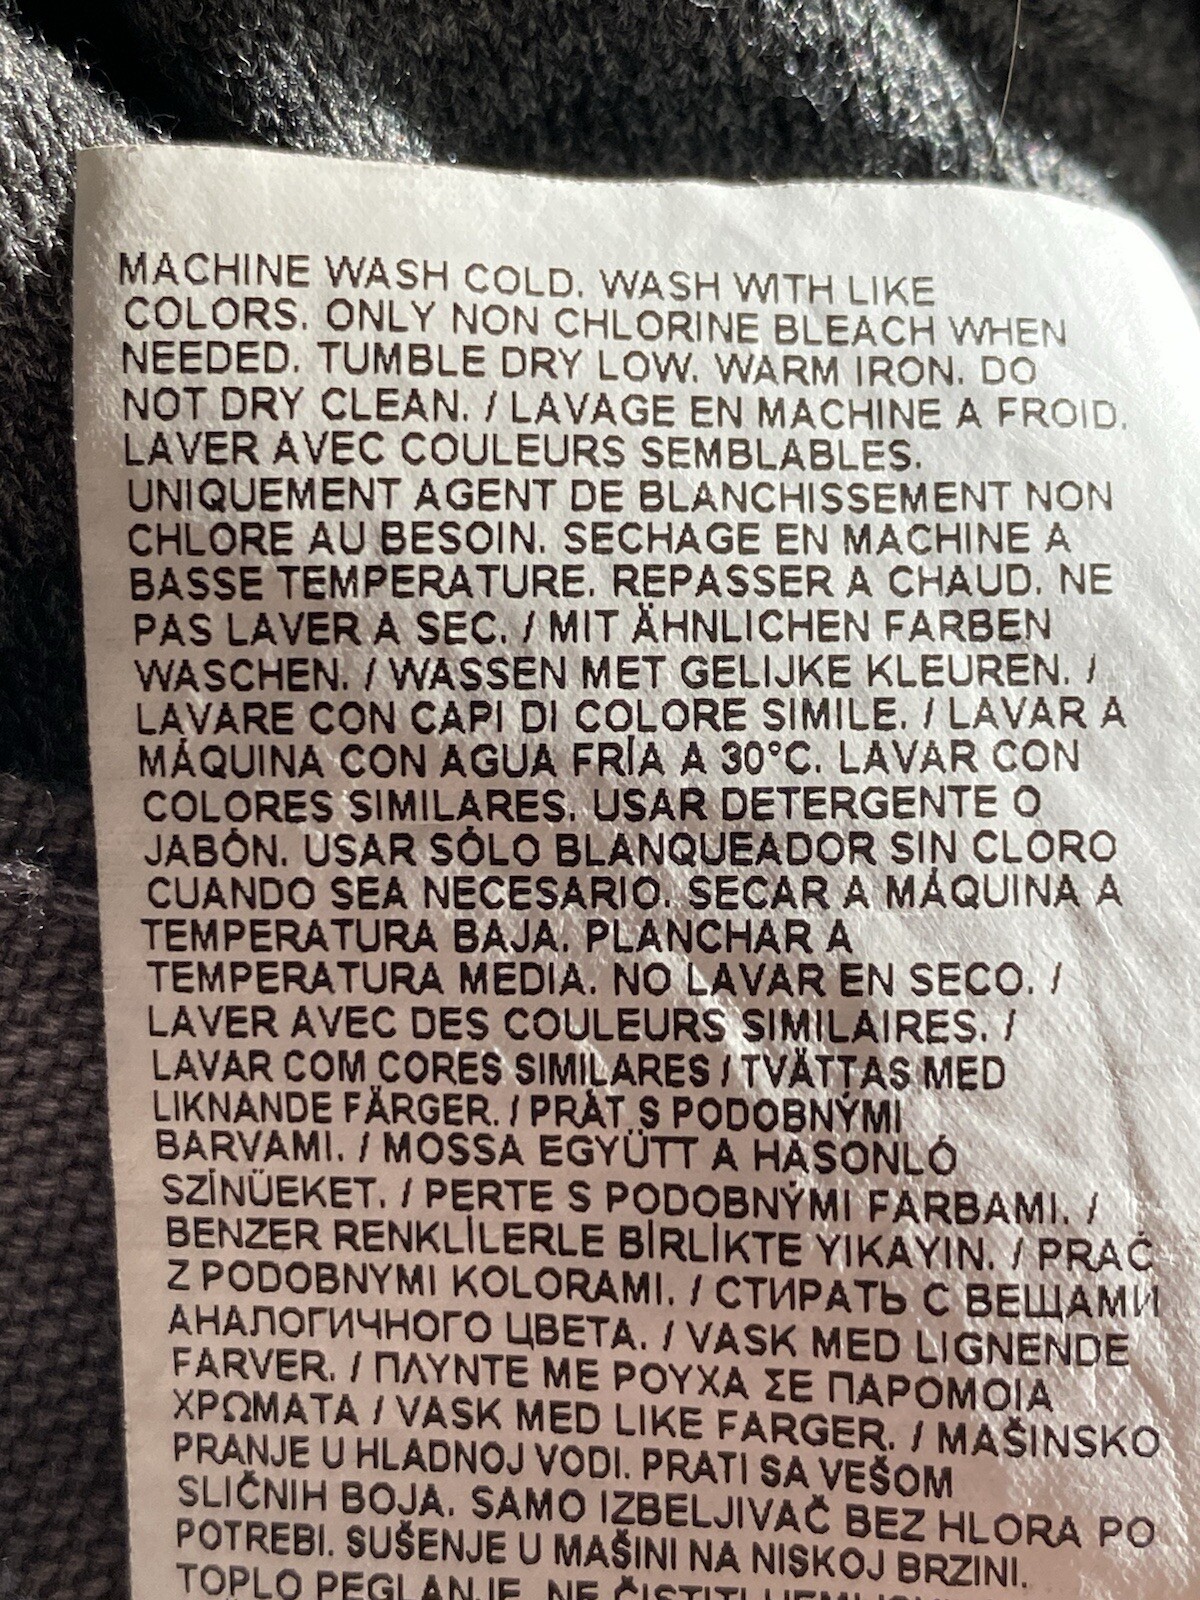 MACHINE WASH COLD. WASH WITH LIKE
COLORS. ONLY NON CHLORINE BLEACH WHEN
NEEDED. TUMBLE DRY LOW. WARM IRON. DO
NOT DRY CLEAN. / LAVAGE EN MACHINE A FROID.
LAVER AVEC COULEURS SEMBLABLES.
UNIQUEMENT AGENT DE BLANCHISSEMENT NON
CHLORE AU BESOIN. SECHAGE EN MACHINE A
BASSE TEMPERATURE. REPASSER A CHAUD. NE
PAS LAVER A SEC. / MIT ÄHNLICHEN FARBEN
WASCHEN. / WASSEN MET GELIJKE KLEUREN. /
LAVARE CON CAPI DI COLORE SIMILE. / LAVAR A
MÁQUINA CON AGUA FRÍA A 30°C. LAVAR CON
COLORES SIMILARES. USAR DETERGENTE O
JABÓN. USAR SÓLO BLANQUEADOR SIN CLORO
CUANDO SEA NECESARIO. SECAR A MÁQUINA A
TEMPERATURA BAJA. PLANCHAR A
TEMPERATURA MEDIA. NO LAVAR EN SECO. /
LAVER AVEC DES COULEURS SIMILAIRES. /
LAVAR COM CORES SIMILARES / TVÄTTAS MED
LIKNANDE FÄRGER. / PRÁT S PODOBNÝMI
BARVAMI. / MOSSA EGYÜTT A HASONLÓ
SZÍNÜEKET. / PERTE S PODOBNÝMI FARBAMI. /
BENZER RENKLİLERLE BİRLİKTE YIKAYIN. / PRAĆ
Z PODOBNYMI KOLORAMI. / СТИРАТЬ С ВЕЩАМИ
АНАЛОГИЧНОГО ЦВЕТА. / VASK MED LIGNENDE
FARVER. / ΠΛΥΝΤΕ ΜΕ ΡΟΥΧΑ ΣΕ ΠΑΡΟΜΟΙΑ
ΧΡΩΜΑΤΑ / VASK MED LIKE FARGER. / MAŠINSKO
PRANJE U HLADNOJ VODI. PRATI SA VEŠOM
SLIČNIH BOJA. SAMO IZBELJIVAČ BEZ HLORA PO
POTREBI. SUŠENJE U MAŠINI NA NISKOJ BRZINI.
TOPLO PEGLANJE. NE ČISTITI